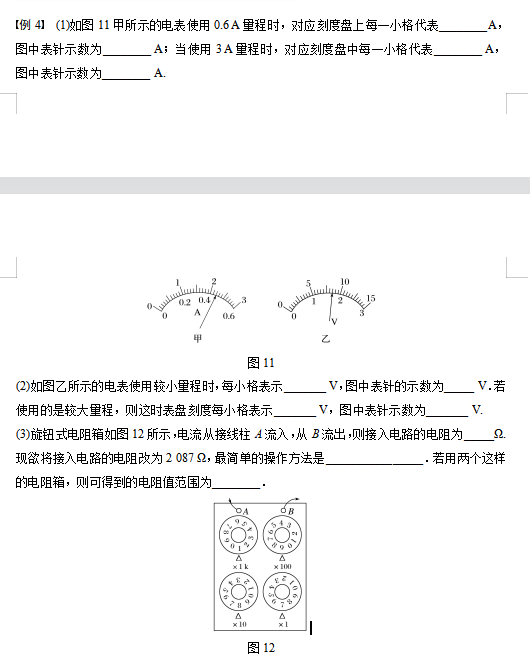 【例 4】 (1)如图 11 甲所示的电表使用 0.6 A 量程时，对应刻度盘上每一小格代表________A，
图中表针示数为________ A；当使用 3 A 量程时，对应刻度盘中每一小格代表________ A，
图中表针示数为________ A.
0 1 2 3
0 0.2 0.4 0.6
A
甲
0 5 10 15
0 1 2 3
V
乙
图 11
(2)如图乙所示的电表使用较小量程时，每小格表示_______ V，图中表针的示数为_____ V.若
使用的是较大量程，则这时表盘刻度每小格表示_______ V，图中表针示数为_______ V.
(3)旋钮式电阻箱如图 12 所示，电流从接线柱 A 流入，从 B 流出，则接入电路的电阻为_____Ω.
现欲将接入电路的电阻改为 2 087 Ω，最简单的操作方法是________________．若用两个这样
的电阻箱，则可得到的电阻值范围为________．
A B
×1 k ×100
×10 ×1
图 12